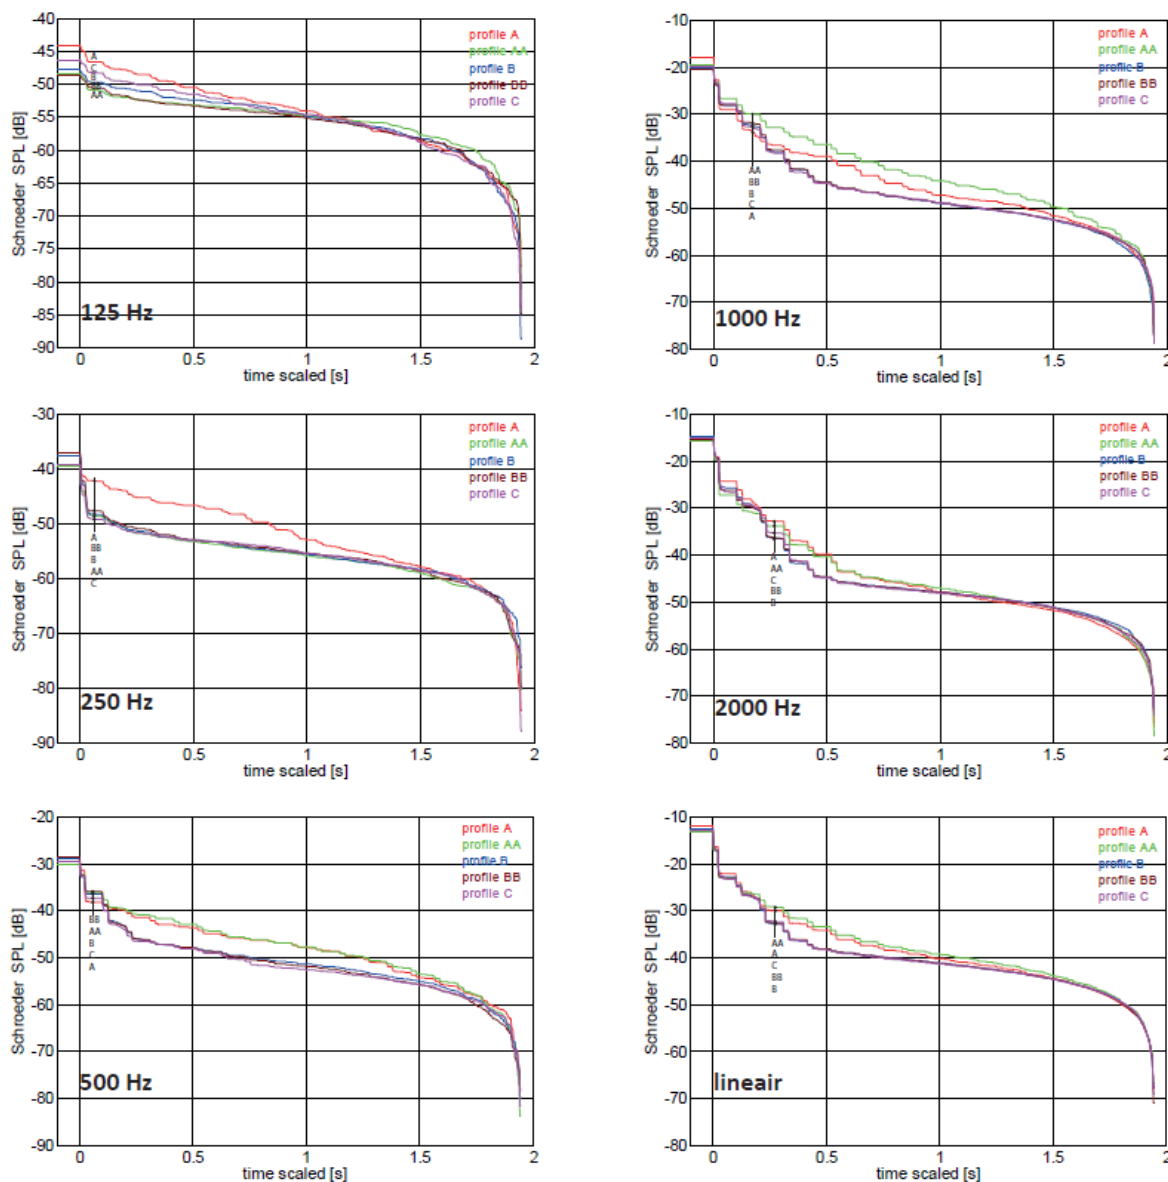 -40
-45
-50
-55
-60
-65
-70
-75
-80
-85
-90
Schroeder SPL [dB]
profile A
profile AA
profile B
profile BB
profile C
A
C
B
BB
AA
125 Hz
0
0.5
1
1.5
2
time scaled [s]
-10
-20
-30
-40
-50
-60
-70
-80
Schroeder SPL [dB]
profile A
profile AA
profile B
profile BB
profile C
AA
BB
B
C
A
1000 Hz
0
0.5
1
1.5
2
time scaled [s]
-30
-40
-50
-60
-70
-80
-90
Schroeder SPL [dB]
profile A
profile AA
profile B
profile BB
profile C
A
BB
B
AA
C
250 Hz
0
0.5
1
1.5
2
time scaled [s]
-10
-20
-30
-40
-50
-60
-70
-80
Schroeder SPL [dB]
profile A
profile AA
profile B
profile BB
profile C
A
AA
C
BB
B
2000 Hz
0
0.5
1
1.5
2
time scaled [s]
-20
-30
-40
-50
-60
-70
-80
-90
Schroeder SPL [dB]
profile A
profile AA
profile B
profile BB
profile C
BB
AA
B
C
A
500 Hz
0
0.5
1
1.5
2
time scaled [s]
-10
-20
-30
-40
-50
-60
-70
-80
Schroeder SPL [dB]
profile A
profile AA
profile B
profile BB
profile C
AA
A
C
BB
B
lineair
0
0.5
1
1.5
2
time scaled [s]